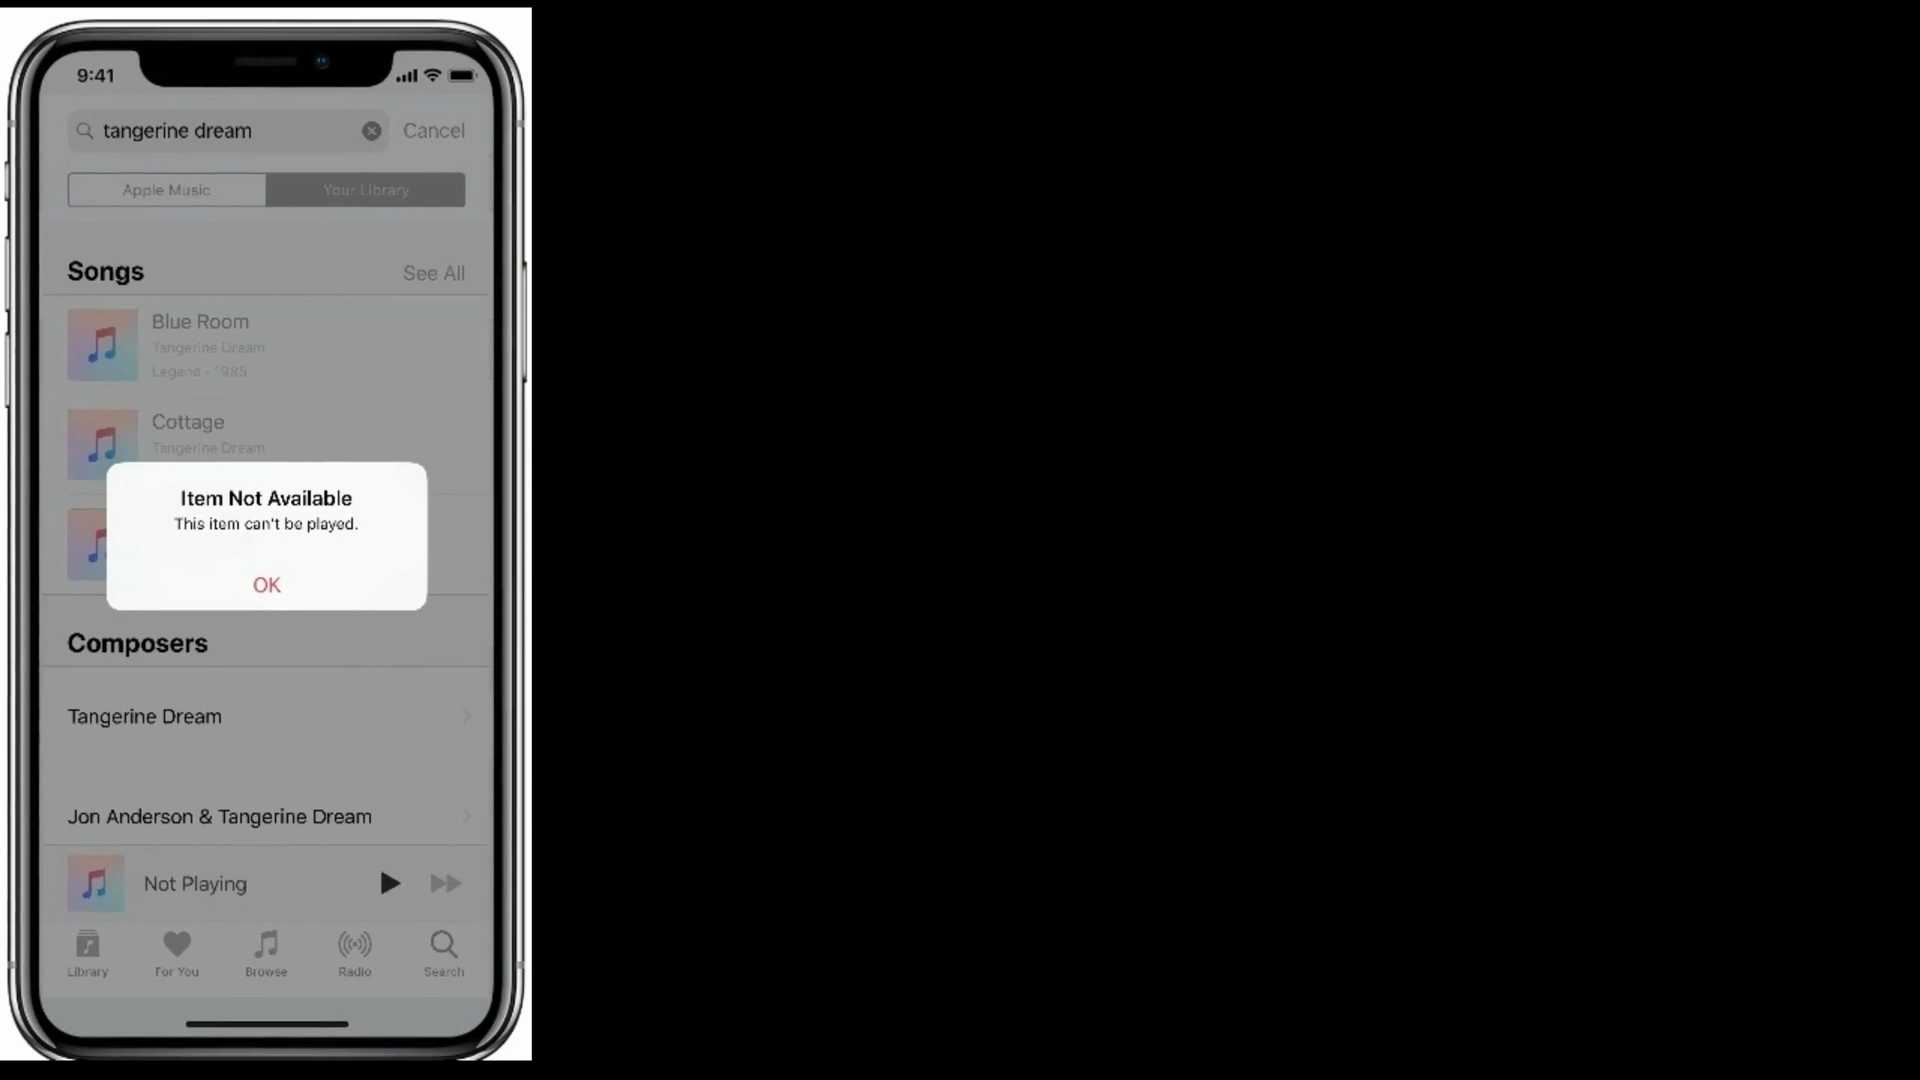 9:41
tangerine dream
Cancel
Apple Music
Your Library
Songs
See All
Blue Room
Tangerine Dream
Legend - 1985
Cottage
Tangerine Dream
Item Not Available
This item can't be played.
OK
Composers
Tangerine Dream
Jon Anderson & Tangerine Dream
Not Playing
Library
For You
Browse
Radio
Search